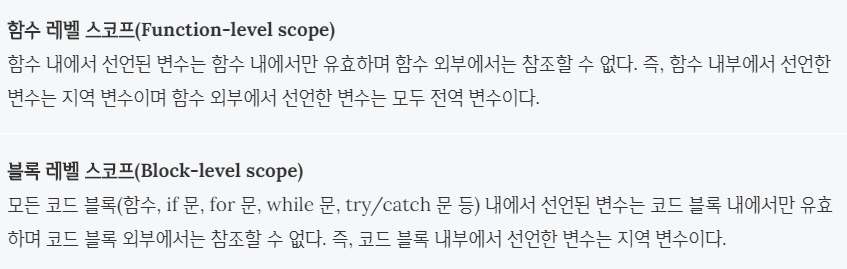 함수 레벨 스코프(Function-level scope)
함수 내에서 선언된 변수는 함수 내에서만 유효하며 함수 외부에서는 참조할 수 없다. 즉, 함수 내부에서 선언한
변수는 지역 변수이며 함수 외부에서 선언한 변수는 모두 전역 변수이다.
블록 레벨 스코프(Block-level scope)
모든 코드 블록(함수, if 문, for 문, while 문, try/catch 문 등) 내에서 선언된 변수는 코드 블록 내에서만 유효
하며 코드 블록 외부에서는 참조할 수 없다. 즉, 코드 블록 내부에서 선언한 변수는 지역 변수이다.